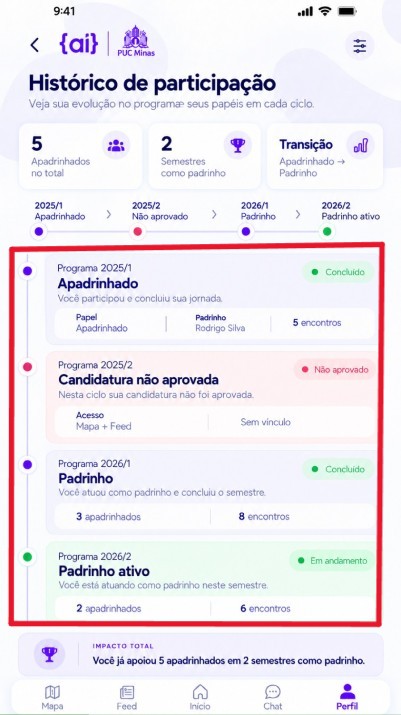 9:41
{ai} PUC Minas
Histórico de participação
Veja sua evolução no programa seus papéis em cada ciclo.
5
Apadrinhados
no total
2
Semestres
como padrinho
Transição
Apadrinhado →
Padrinho
2025/1
Apadrinhado
2025/2
Não aprovado
2026/1
Padrinho
2026/2
Padrinho ativo
Programa 2025/1
Concluído
Apadrinhado
Você participou e concluiu sua jornada.
Papel
Apadrinhado
Padrinho
Rodrigo Silva
5 encontros
Programa 2025/2
Não aprovado
Candidatura não aprovada
Nesta ciclo sua candidatura não foi aprovada.
Acesso
Mapa + Feed
Sem vínculo
Programa 2026/1
Concluído
Padrinho
Você atuou como padrinho e concluiu o semestre.
3 apadrinhados
8 encontros
Programa 2026/2
Em andamento
Padrinho ativo
Você está atuando como padrinho neste semestre.
2 apadrinhados
6 encontros
IMPACTO TOTAL
Você já apoiou 5 apadrinhados em 2 semestres como padrinho.
Mapa
Feed
Início
Chat
Perfil